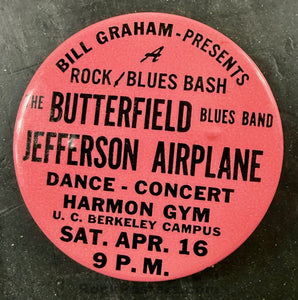 BILL GRAHAM-PRESENTS
A
ROCK/BLUES BASH
THE BUTTERFIELD BLUES BAND
JEFFERSON AIRPLANE
DANCE - CONCERT
HARMON GYM
U. C. BERKELEY CAMPUS
SAT. APR. 16
9 P.M.